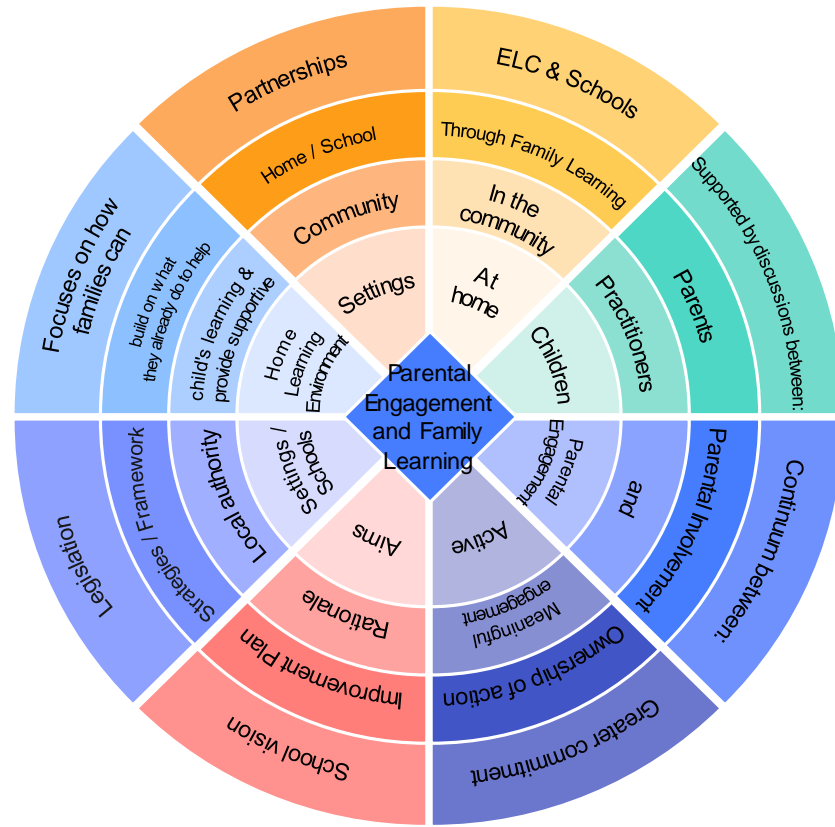 Parental
Engagement
and Family
Learning
ELC & Schools
Through Family Learning
In the
community
At
home
Supported by discussions between:
Parents
Practitioners
Children
Continuum between:
Parental Involvement
and
Parental
Engagement
Greater commitment
Ownership of action
Meaningful
engagement
Active
School vision
Improvement Plan
Rationale
Aims
Legislation
Strategies / Framework
Local authority
Settings /
Schools
Focuses on how
families can
build on what
they already do to help
child's learning &
provide supportive
Home
Learning
Environment
Partnerships
Home / School
Community
Settings